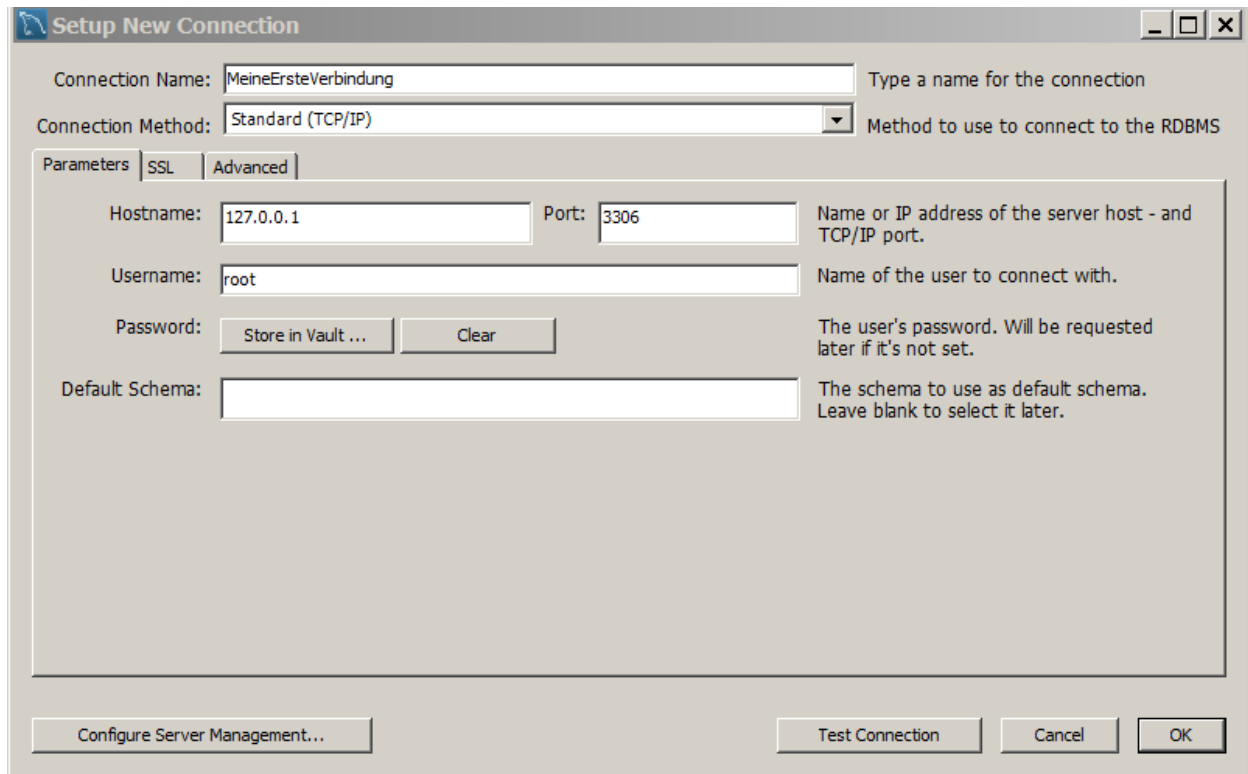 Setup New Connection
Connection Name: MeineErsteVerbindung Type a name for the connection
Connection Method: Standard (TCP/IP) Method to use to connect to the RDBMS
Parameters SSL Advanced
Hostname: 127.0.0.1 Port: 3306 Name or IP address of the server host - and
TCP/IP port.
Username: root Name of the user to connect with.
Password: Store in Vault ... Clear The user's password. Will be requested
later if it's not set.
Default Schema: The schema to use as default schema.
Leave blank to select it later.
Configure Server Management... Test Connection Cancel OK